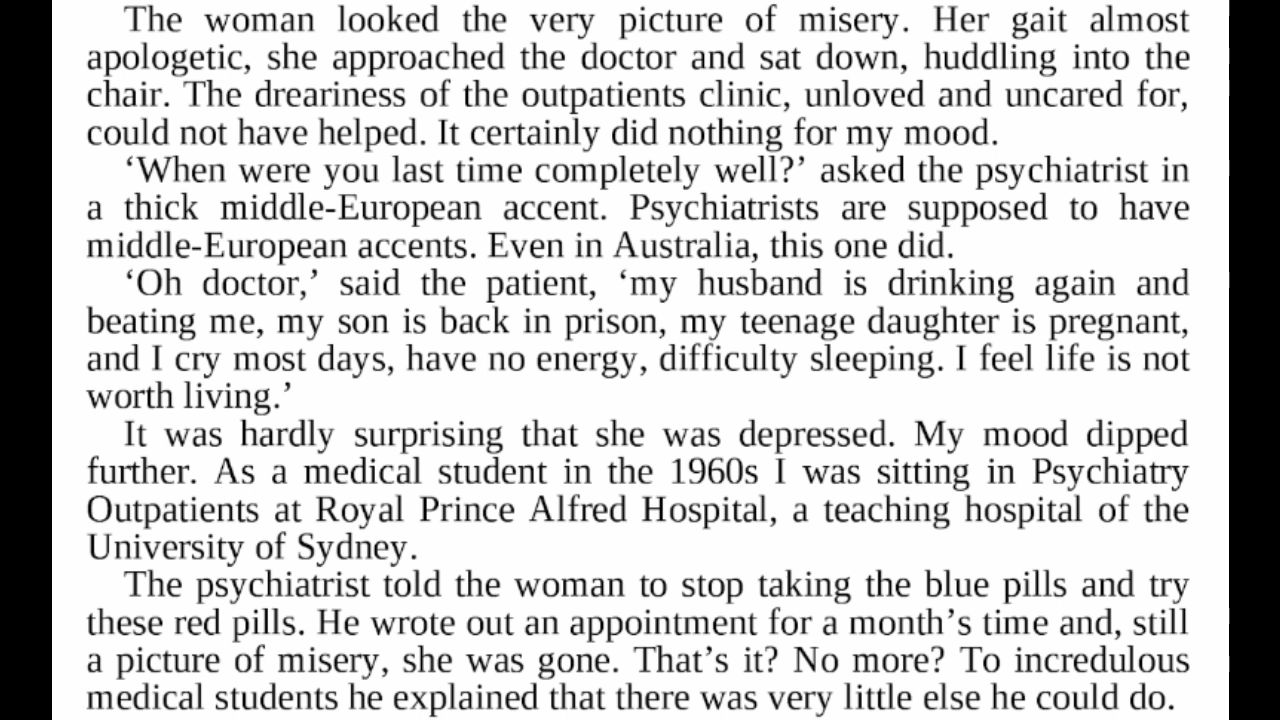 The woman looked the very picture of misery. Her gait almost
apologetic, she approached the doctor and sat down, huddling into the
chair. The dreariness of the outpatients clinic, unloved and uncared for,
could not have helped. It certainly did nothing for my mood.
‘When were you last time completely well?’ asked the psychiatrist in
a thick middle-European accent. Psychiatrists are supposed to have
middle-European accents. Even in Australia, this one did.
‘Oh doctor,’ said the patient, ‘my husband is drinking again and
beating me, my son is back in prison, my teenage daughter is pregnant,
and I cry most days, have no energy, difficulty sleeping. I feel life is not
worth living.’
It was hardly surprising that she was depressed. My mood dipped
further. As a medical student in the 1960s I was sitting in Psychiatry
Outpatients at Royal Prince Alfred Hospital, a teaching hospital of the
University of Sydney.
The psychiatrist told the woman to stop taking the blue pills and try
these red pills. He wrote out an appointment for a month’s time and, still
a picture of misery, she was gone. That’s it? No more? To incredulous
medical students he explained that there was very little else he could do.